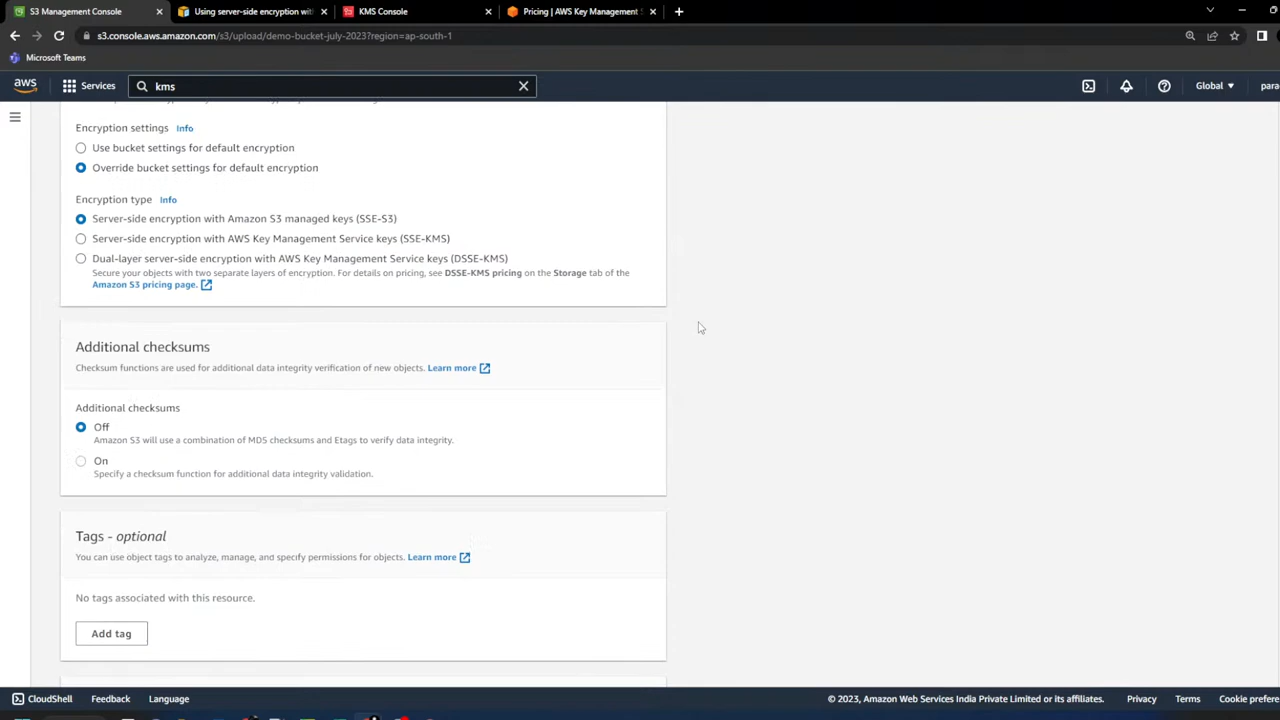 S3 Management Console
Using server-side encryption with
KMS Console
Pricing | AWS Key Management
s3.console.aws.amazon.com/s3/upload/demo-bucket-july-2023?region=ap-south-1
Microsoft Teams
aws
Services
kms
Global
para
Encryption settings Info
Use bucket settings for default encryption
Override bucket settings for default encryption
Encryption type Info
Server-side encryption with Amazon S3 managed keys (SSE-S3)
Server-side encryption with AWS Key Management Service keys (SSE-KMS)
Dual-layer server-side encryption with AWS Key Management Service keys (DSSE-KMS)
Secure your objects with two separate layers of encryption. For details on pricing, see DSSE-KMS pricing on the Storage tab of the
Amazon S3 pricing page.
Additional checksums
Checksum functions are used for additional data integrity verification of new objects. Learn more
Additional checksums
Off
Amazon S3 will use a combination of MD5 checksums and Etags to verify data integrity.
On
Specify a checksum function for additional data integrity validation.
Tags - optional
You can use object tags to analyze, manage, and specify permissions for objects. Learn more
No tags associated with this resource.
Add tag
CloudShell
Feedback
Language
© 2023, Amazon Web Services India Private Limited or its affiliates.
Privacy
Terms
Cookie prefere